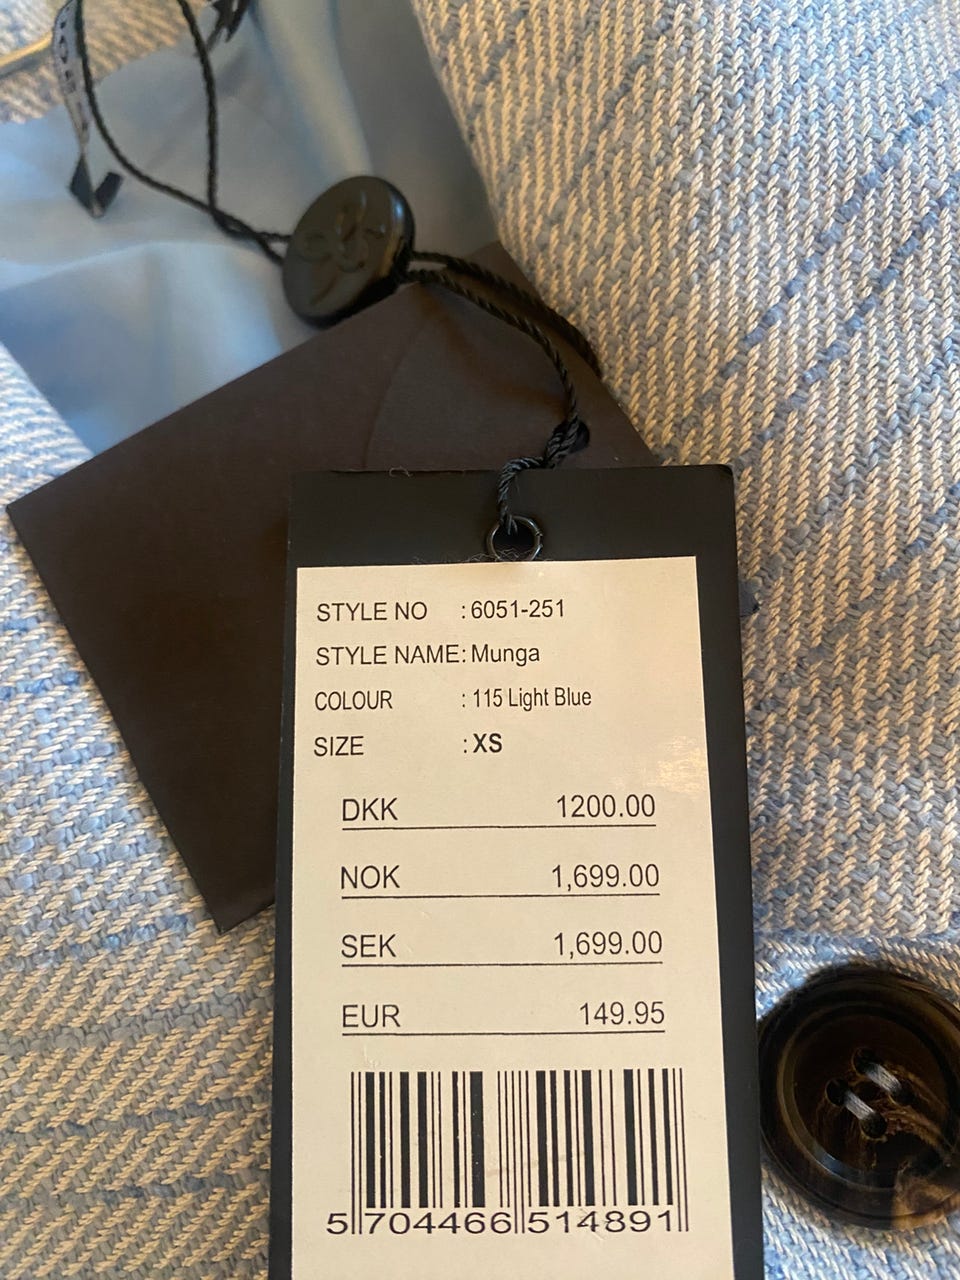 STYLE NO : 6051-251
STYLE NAME: Munga
COLOUR : 115 Light Blue
SIZE : XS
DKK 1200.00
NOK 1,699.00
SEK 1,699.00
EUR 149.95
5 704466 514891